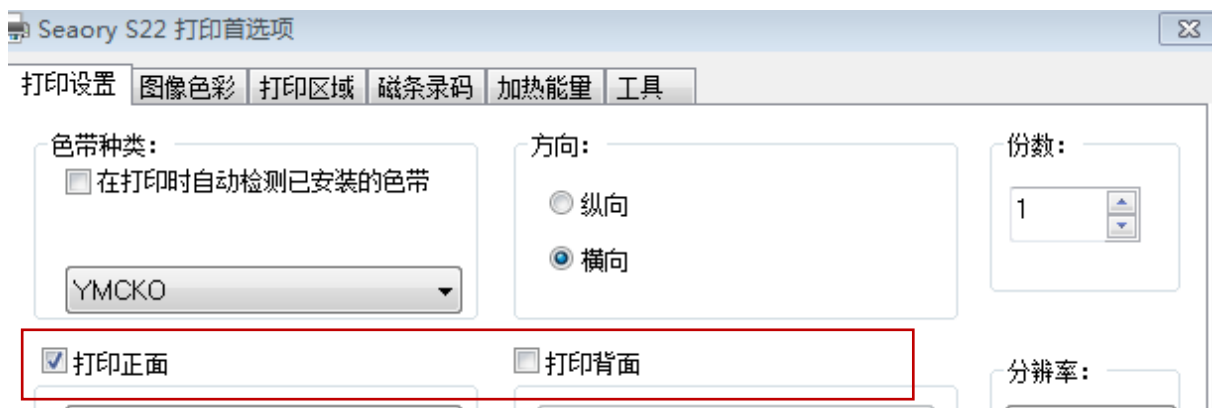 Seaory S22 打印首选项
打印设置 图像色彩 打印区域 磁条录码 加热能量 工具
色带种类: 方向: 份数:
在打印时自动检测已安装的色带
纵向
1
横向
YMCKO
打印正面 打印背面
分辨率: